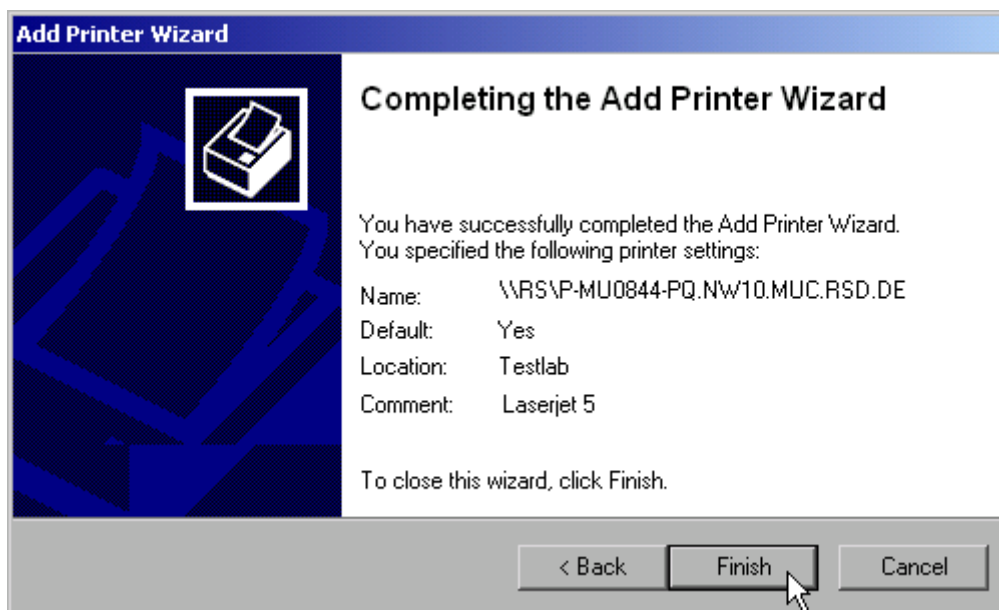 Add Printer Wizard
Completing the Add Printer Wizard
You have successfully completed the Add Printer Wizard.
You specified the following printer settings:
Name: \\RS\P-MU0844-PQ.NW10.MUC.RSD.DE
Default: Yes
Location: Testlab
Comment: Laserjet 5
To close this wizard, click Finish.
< Back Finish Cancel